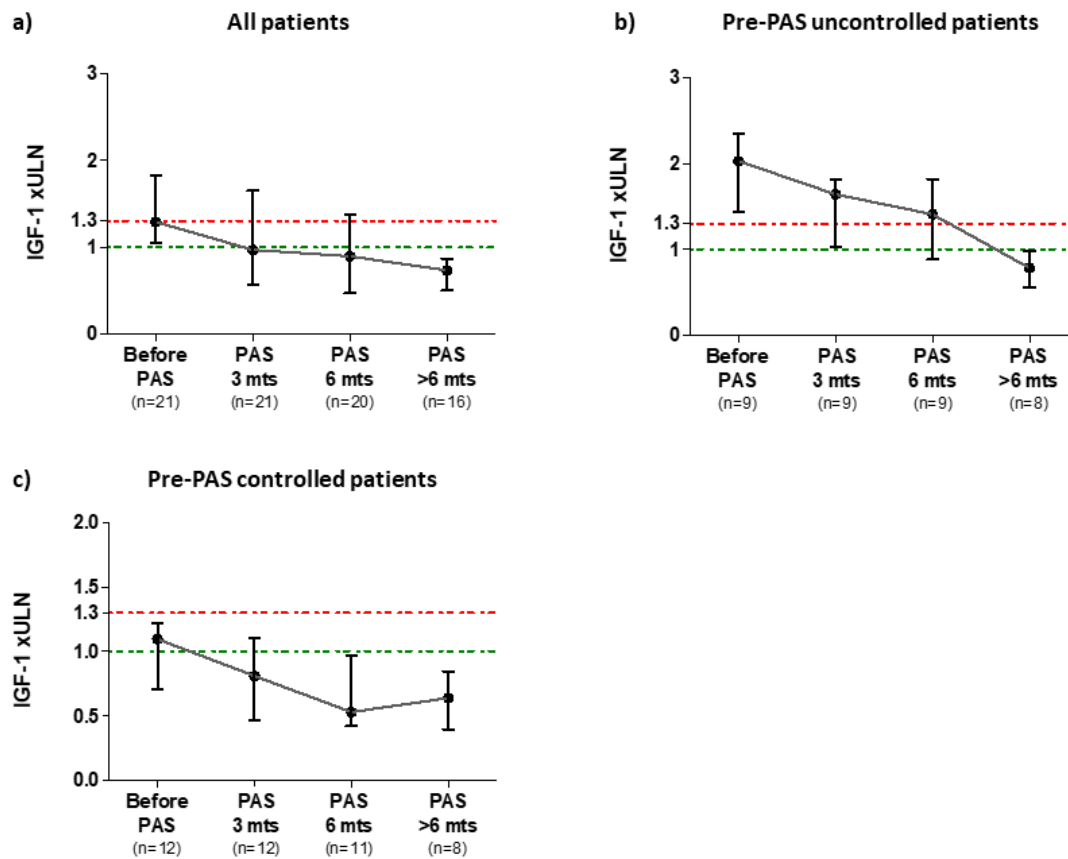 a)
All patients
IGF-1 xULN
3
2
1.3
1
0
Before PAS PAS PAS
PAS 3 mts 6 mts >6 mts
(n=21) (n=21) (n=20) (n=16)
b)
Pre-PAS uncontrolled patients
IGF-1 xULN
3
2
1.3
1
0
Before PAS PAS PAS
PAS 3 mts 6 mts >6 mts
(n=9) (n=9) (n=9) (n=8)
c)
Pre-PAS controlled patients
IGF-1 xULN
2.0
1.5
1.3
1.0
0.5
0.0
Before PAS PAS PAS
PAS 3 mts 6 mts >6 mts
(n=12) (n=12) (n=11) (n=8)